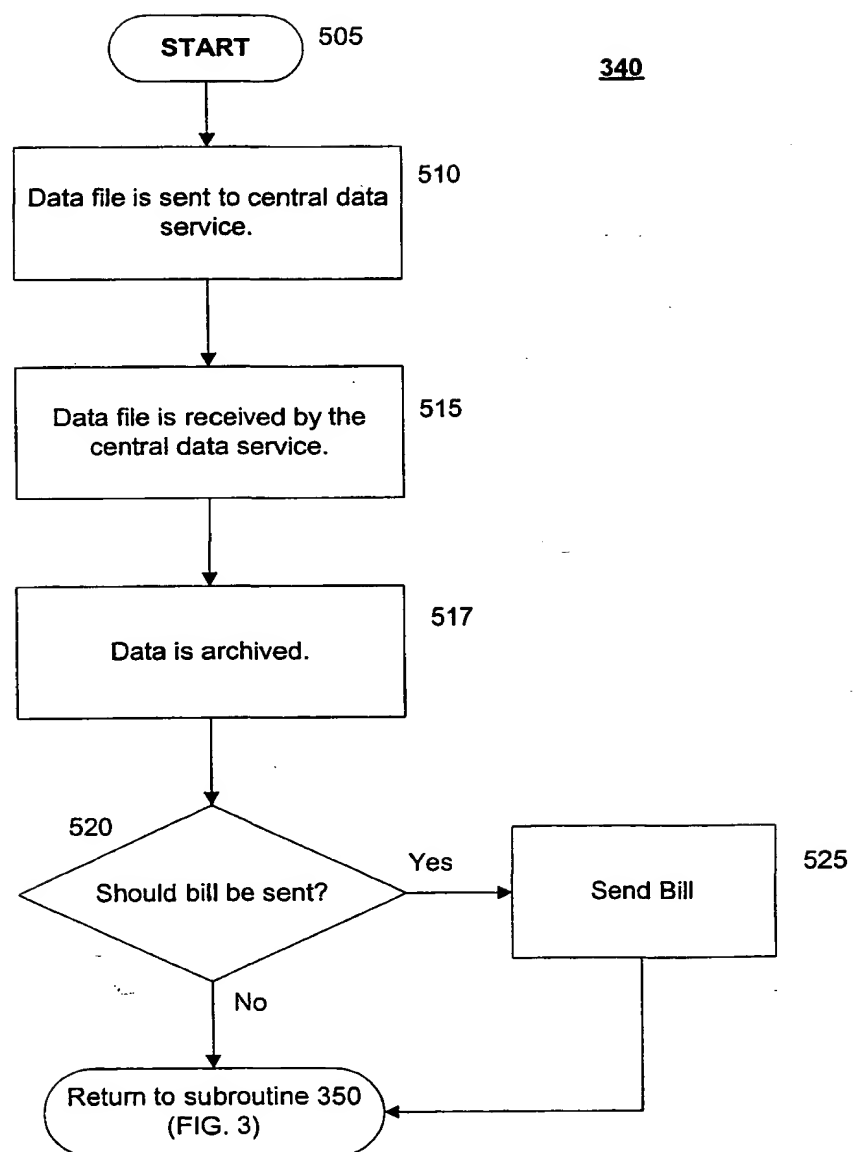 START
505
340
510
Data file is sent to central data
service.
515
Data file is received by the
central data service.
517
Data is archived.
520
Should bill be sent?
Yes
525
Send Bill
No
Return to subroutine 350
(FIG. 3)